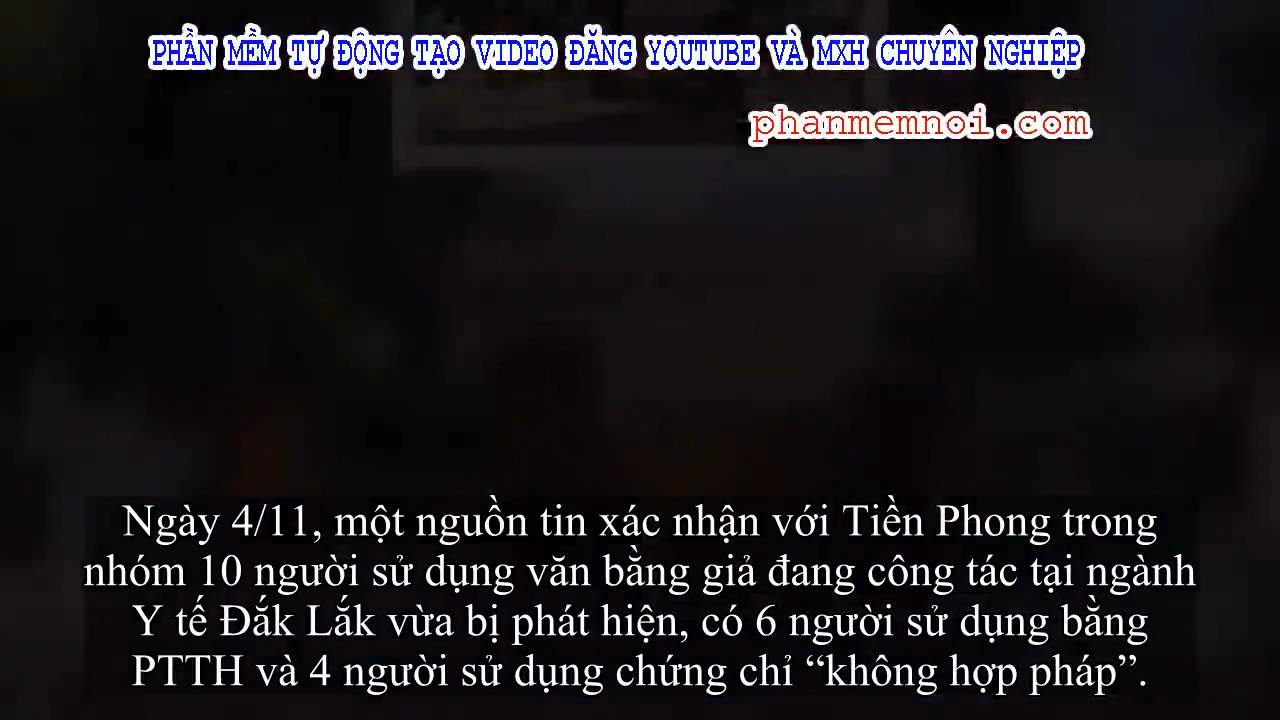 PHẦN MỀM TỰ ĐỘNG TẠO VIDEO ĐĂNG YOUTUBE VÀ MXH CHUYÊN NGHIỆP
phanmemnoi.com
Ngày 4/11, một nguồn tin xác nhận với Tiền Phong trong
nhóm 10 người sử dụng văn bằng giả đang công tác tại ngành
Y tế Đắk Lắk vừa bị phát hiện, có 6 người sử dụng bằng
PTTH và 4 người sử dụng chứng chỉ “không hợp pháp”.